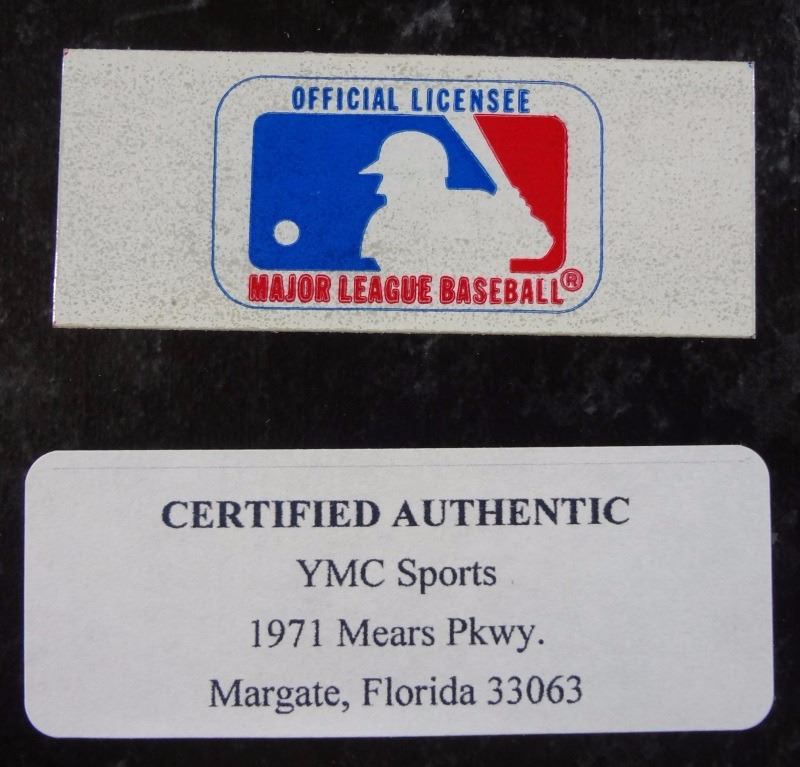 OFFICIAL LICENSEE
MAJOR LEAGUE BASEBALL®
CERTIFIED AUTHENTIC
YMC Sports
1971 Mears Pkwy.
Margate, Florida 33063